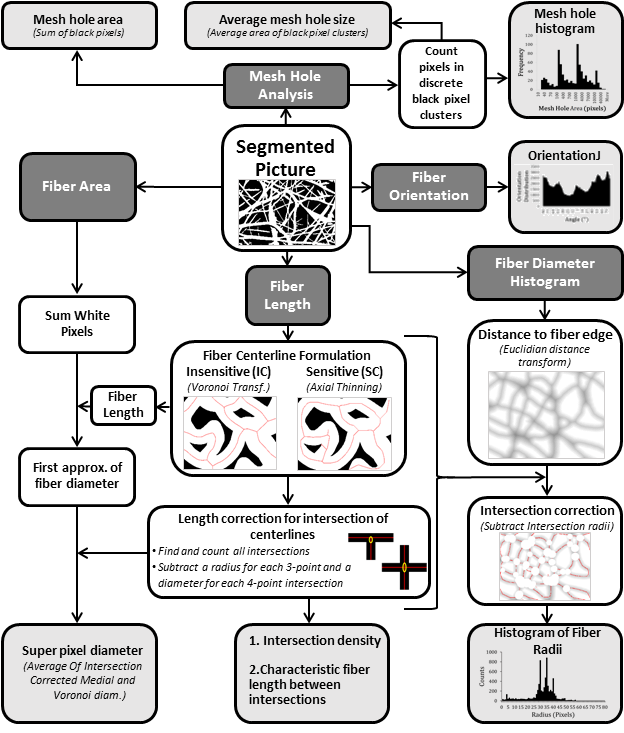 Mesh hole area
(Sum of black pixels)
Average mesh hole size
(Average area of blackpixel clusters)
Mesh Hole
Analysis
Count
pixels in
discrete
black pixel
clusters
Mesh hole
histogram
Frequency
120
100
80
60
40
20
0
Mesh Hole Area (pixels)
Segmented
Picture
Fiber Area
Fiber
Orientation
OrientationJ
Orientation
Distribution
Angle (°)
Fiber
Length
Fiber Diameter
Histogram
Sum White
Pixels
Fiber Centerline Formulation
Insensitive (IC)
(Voronoi Transf.)
Sensitive (SC)
(Axial Thinning)
Distance to fiber edge
(Euclidian distance
transform)
Fiber
Length
First approx. of
fiber diameter
Length correction for intersection of
centerlines
• Find and count all intersections
• Subtract a radius for each 3-point and a
diameter for each 4-point intersection
Intersection correction
(Subtract Intersection radii)
Super pixel diameter
(Average Of Intersection
Corrected Medial and
Voronoi diam.)
1. Intersection density
2.Characteristic fiber
length between
intersections
Histogram of Fiber
Radii
Counts
1000
800
600
400
200
0
0 5 10 15 20 25 30 35 40 45 50 55 60 65 70 75 80
Radius (Pixels)